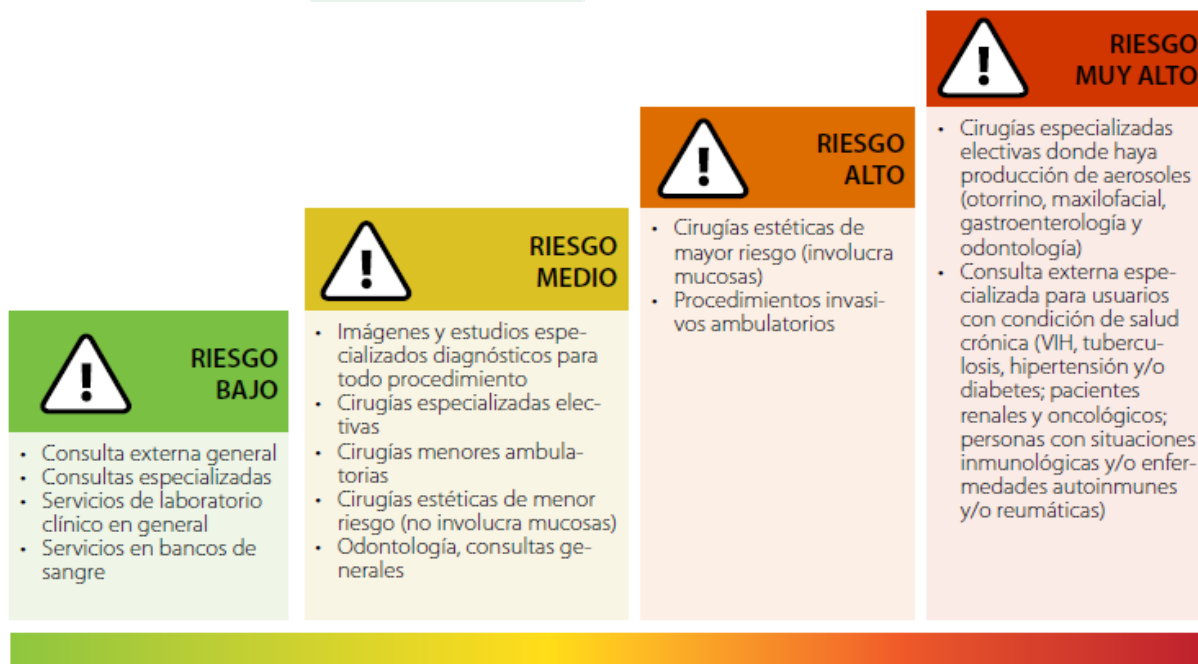 RIESGO
BAJO
• Consulta externa general
• Consultas especializadas
• Servicios de laboratorio
clínico en general
• Servicios en bancos de
sangre
RIESGO
MEDIO
• Imágenes y estudios espe-
cializados diagnósticos para
todo procedimiento
• Cirugías especializadas elec-
tivas
• Cirugías menores ambula-
torias
• Cirugías estéticas de menor
riesgo (no involucra mucosas)
• Odontología, consultas ge-
nerales
RIESGO
ALTO
• Cirugías estéticas de
mayor riesgo (involucra
mucosas)
• Procedimientos invasi-
vos ambulatorios
RIESGO
MUY ALTO
• Cirugías especializadas
electivas donde haya
producción de aerosoles
(otorrino, maxilofacial,
gastroenterología y
odontología)
• Consulta externa espe-
cializada para usuarios
con condición de salud
crónica (VIH, tubercu-
losis, hipertensión y/o
diabetes; pacientes
renales y oncológicos;
personas con situaciones
inmunológicas y/o enfer-
medades autoinmunes
y/o reumáticas)